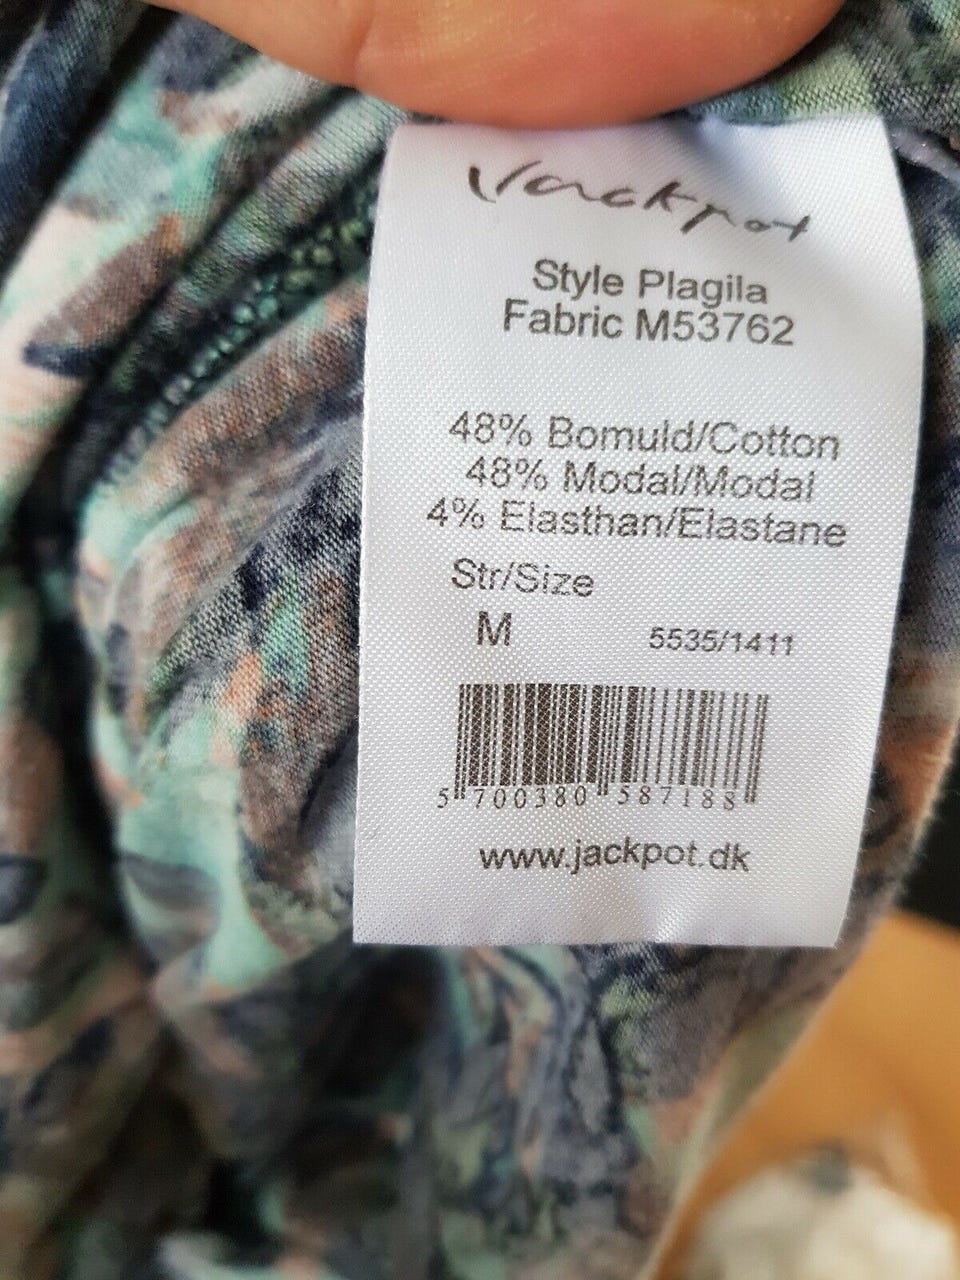 Jackpot
Style Plagila
Fabric M53762
48% Bomuld/Cotton
48% Modal/Modal
4% Elasthan/Elastane
Str/Size
M 5535/1411
5 700380 587188
www.jackpot.dk